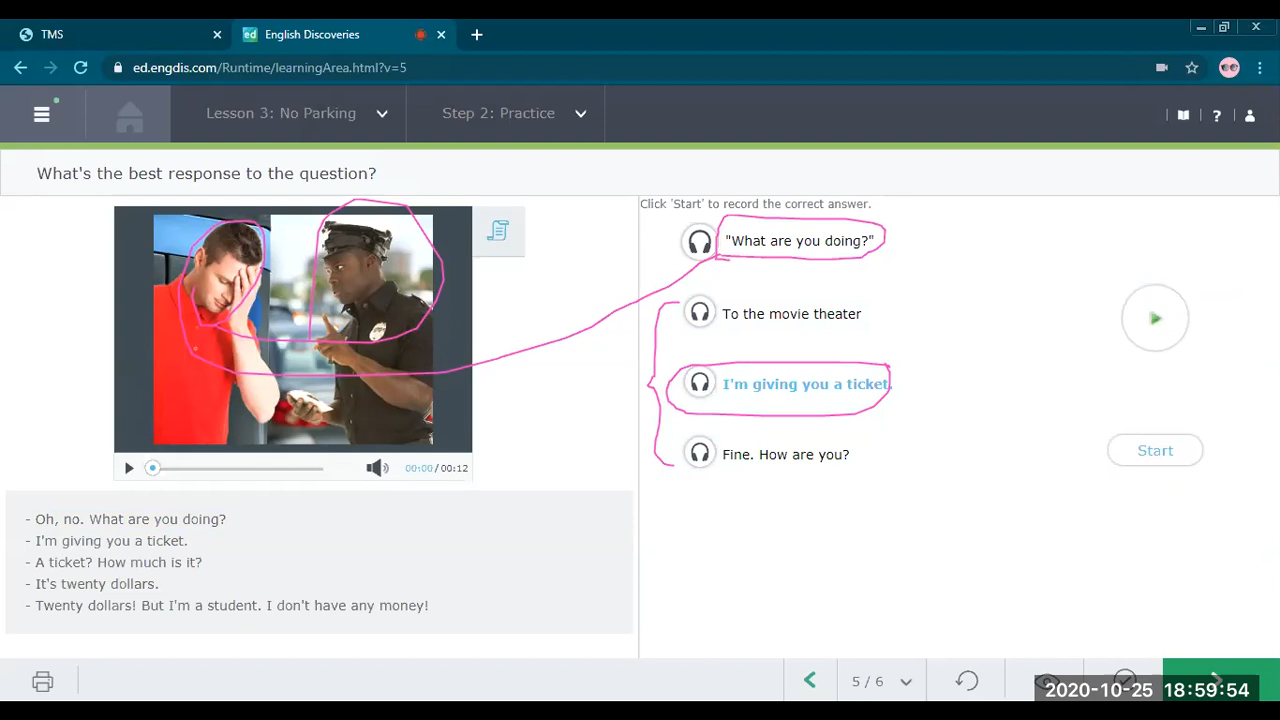 TMS
English Discoveries
ed.engdis.com/Runtime/learningArea.html?v=5
Lesson 3: No Parking
Step 2: Practice
?
What's the best response to the question?
Click 'Start' to record the correct answer.
"What are you doing?"
To the movie theater
I'm giving you a ticket.
Fine. How are you?
Start
00:00/00:12
- Oh, no. What are you doing?
- I'm giving you a ticket.
- A ticket? How much is it?
- It's twenty dollars.
- Twenty dollars! But I'm a student. I don't have any money!
5 / 6
2020-10-25 18:59:54